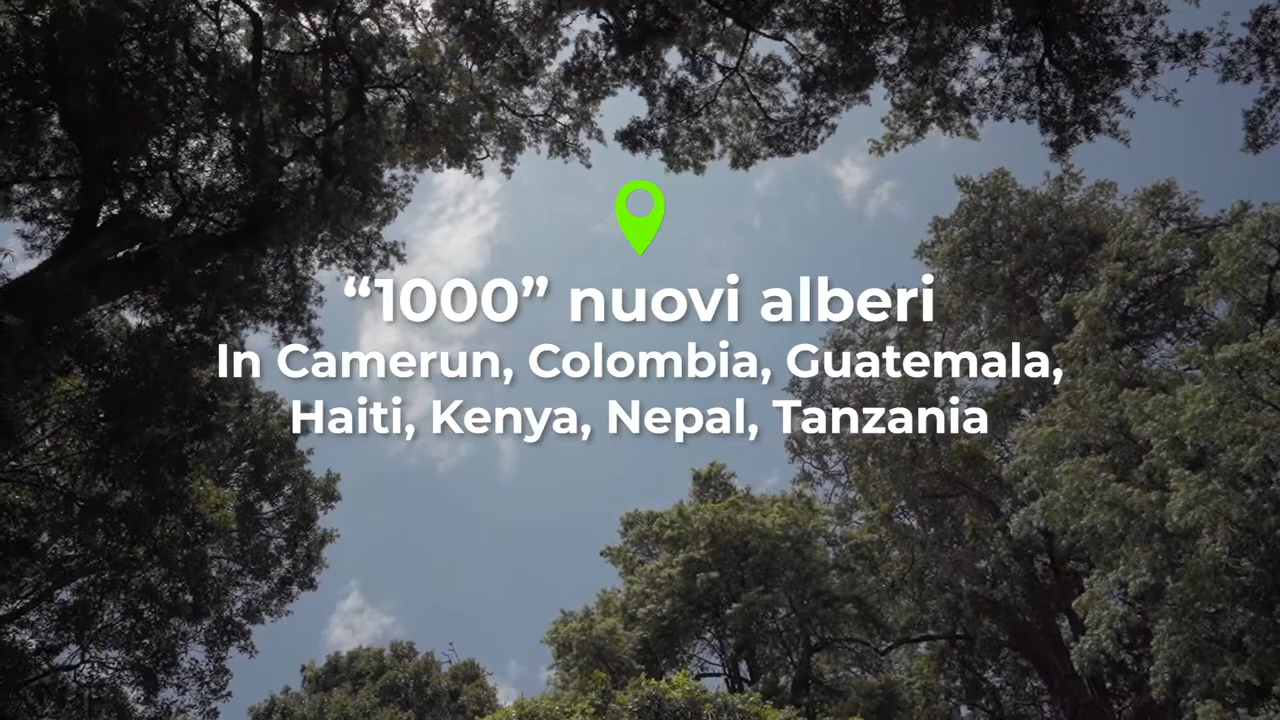 “1000” nuovi alberi
In Camerun, Colombia, Guatemala,
Haiti, Kenya, Nepal, Tanzania